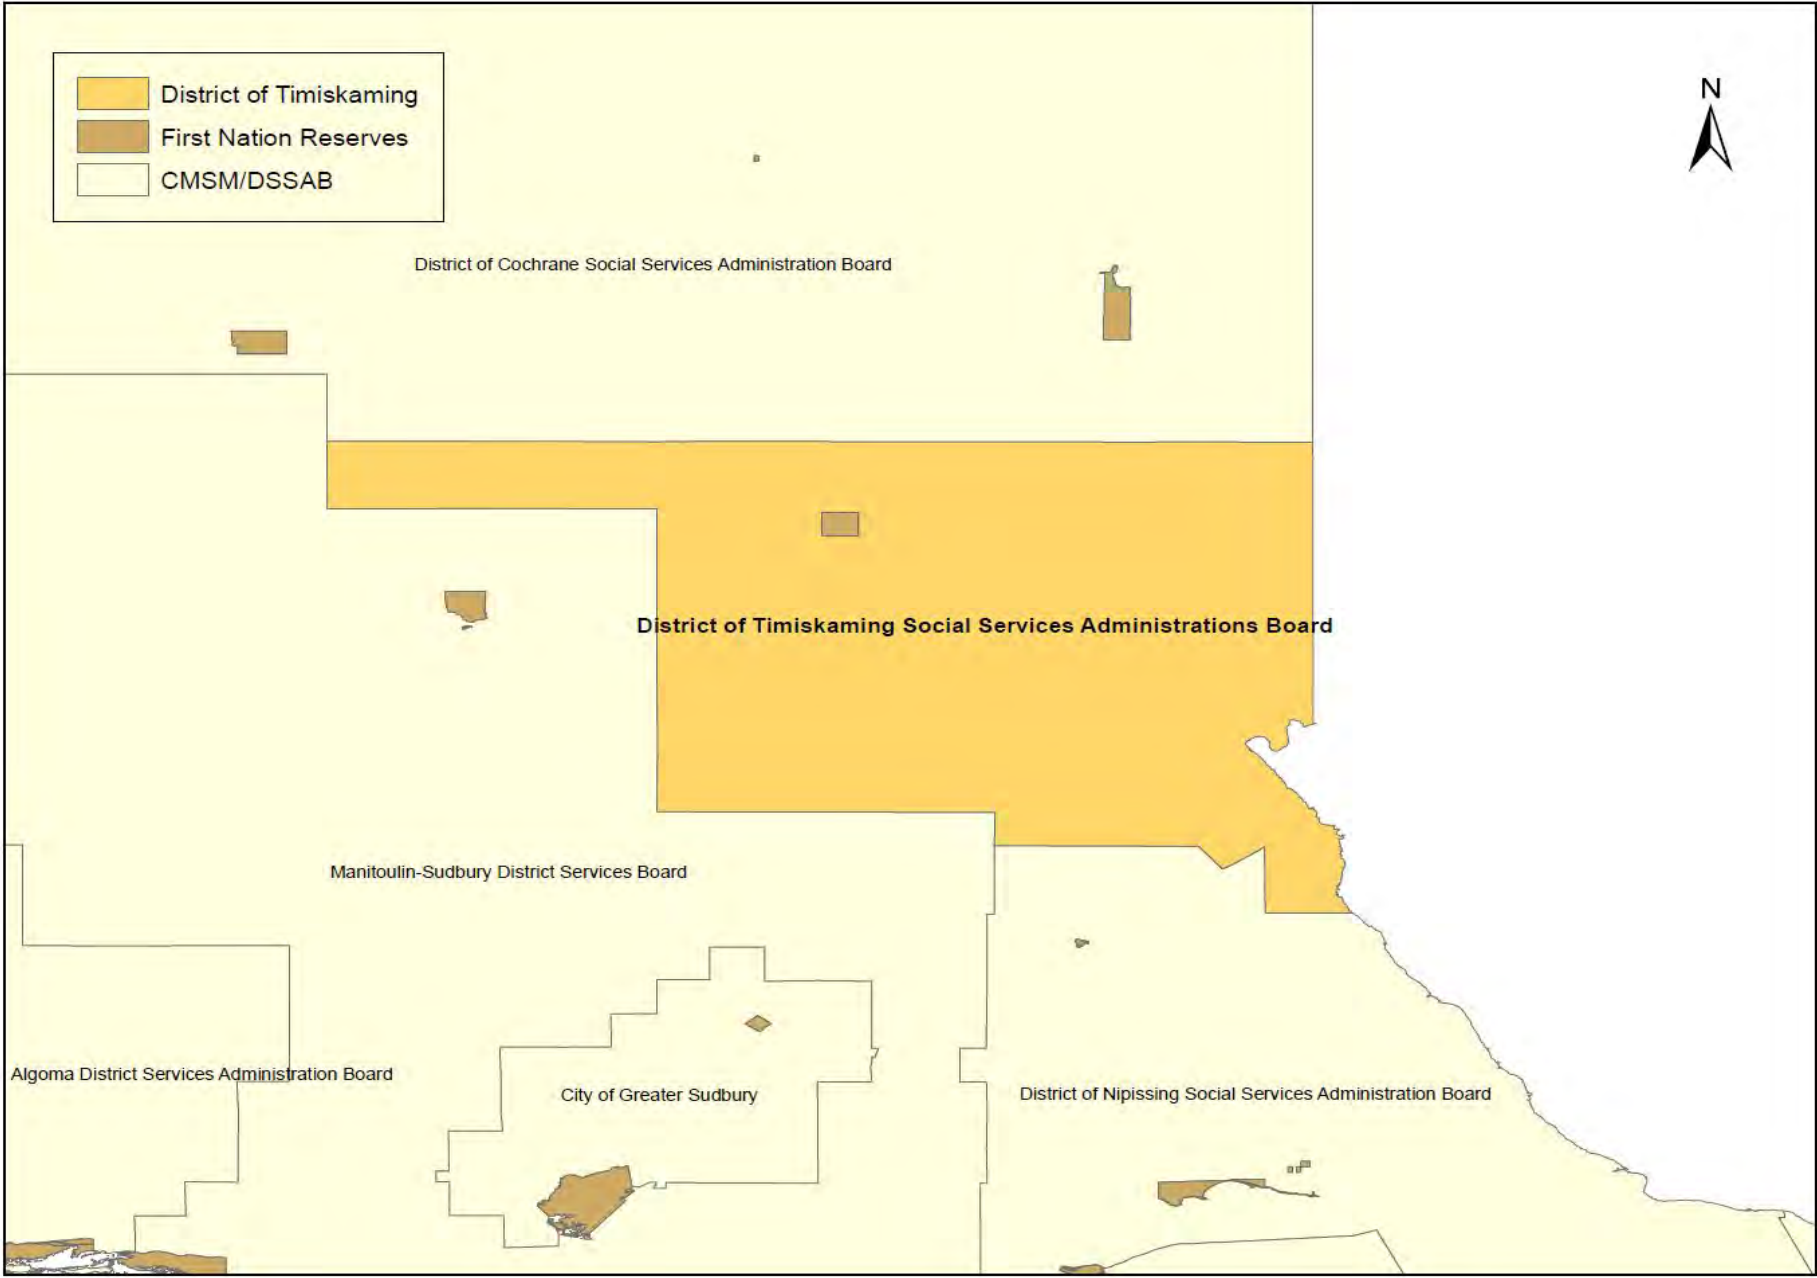 District of Timiskaming
First Nation Reserves
CMSM/DSSAB
N
District of Cochrane Social Services Administration Board
District of Timiskaming Social Services Administrations Board
Manitoulin-Sudbury District Services Board
Algoma District Services Administration Board
City of Greater Sudbury
District of Nipissing Social Services Administration Board